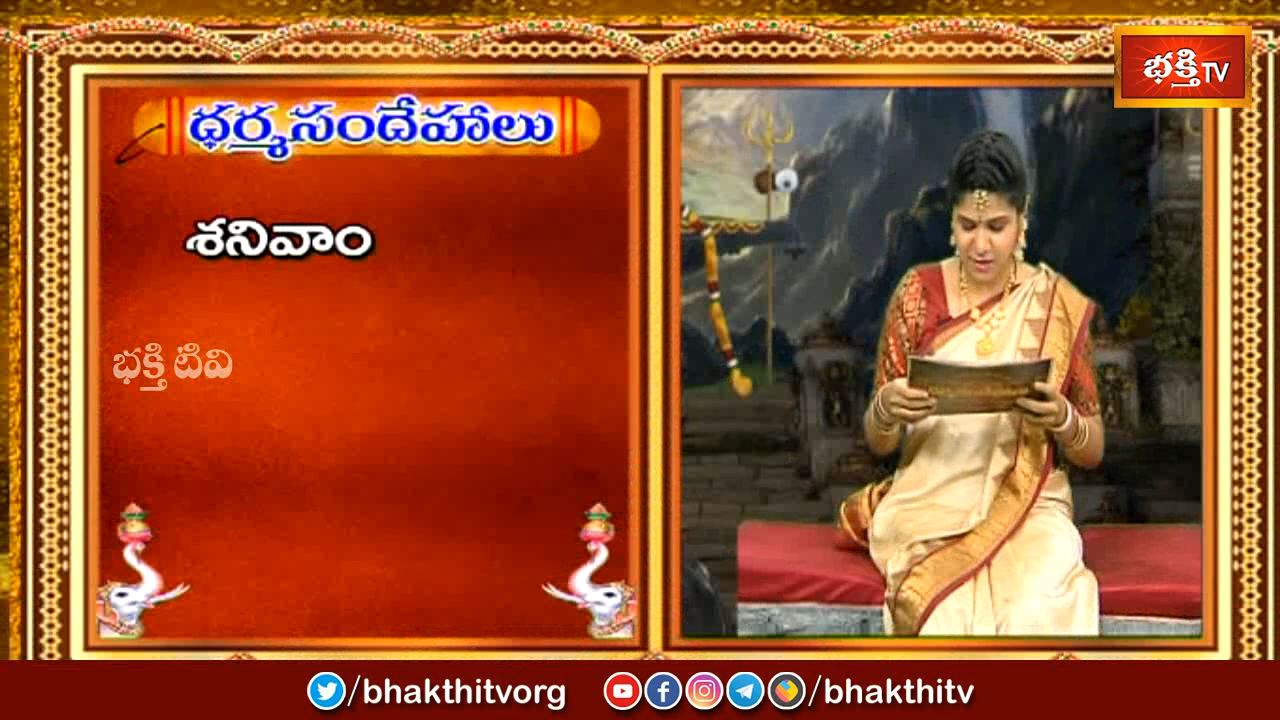 ధర్మసందేహాలు
భక్తి TV
శనివాం
భక్తి టివి
/bhakthitvorg
/bhakthitv